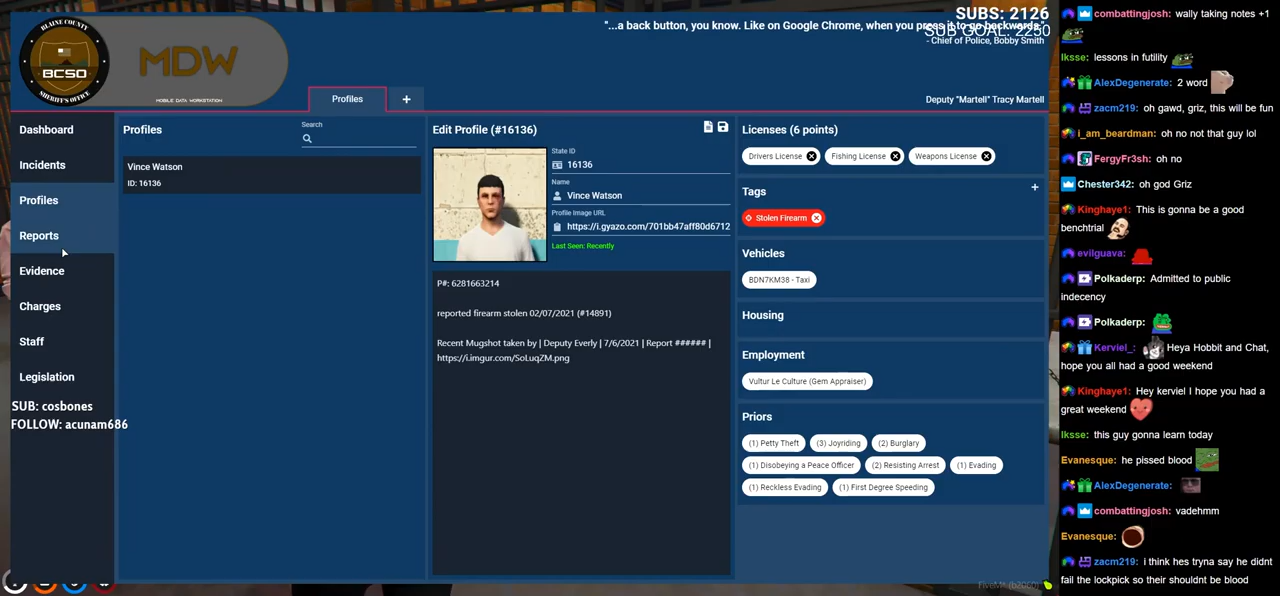 BLAINE COUNTY
BCSO
SHERIFF'S OFFICE
MDW
MOBILE DATA WORKSTATION
SUBS: 2126
SUB GOAL: 2250
"...a back button, you know. Like on Google Chrome, when you press it to go backwards."
- Chief of Police, Bobby Smith
Profiles
+
Deputy "Martell" Tracy Martell
Dashboard
Incidents
Profiles
Reports
Evidence
Charges
Staff
Legislation
SUB: cosbones
FOLLOW: acunam686
Profiles
Search
Vince Watson
ID: 16136
Edit Profile (#16136)
State ID
16136
Name
Vince Watson
Profile Image URL
https://i.gyazo.com/701bb47aff80d6712
Last Seen: Recently
P#: 6281663214
reported firearm stolen 02/07/2021 (#14891)
Recent Mugshot taken by | Deputy Everly | 7/6/2021 | Report ###### |
https://i.imgur.com/SoLuqZM.png
Licenses (6 points)
Drivers License Fishing License Weapons License
Tags
+
Stolen Firearm
Vehicles
BDN7KM38 - Taxi
Housing
Employment
Vultur Le Culture (Gem Appraiser)
Priors
(1) Petty Theft (3) Joyriding (2) Burglary
(1) Disobeying a Peace Officer (2) Resisting Arrest (1) Evading
(1) Reckless Evading (1) First Degree Speeding
combattingjosh: wally taking notes +1
Iksse: lessons in futility
AlexDegenerate: 2 word
zacm219: oh gawd, griz, this will be fun
i_am_beardman: oh no not that guy lol
FergyFr3sh: oh no
Chester342: oh god Griz
Kinghaye1: This is gonna be a good
benchtrial
evilguava:
Polkaderp: Admitted to public
indecency
Polkaderp:
Kerviel_: Heya Hobbit and Chat,
hope you all had a good weekend
Kinghaye1: Hey kerviel I hope you had a
great weekend
Iksse: this guy gonna learn today
Evanesque: he pissed blood
AlexDegenerate:
combattingjosh: vadehmm
Evanesque:
zacm219: i think hes tryna say he didnt
fail the lockpick so their shouldnt be blood